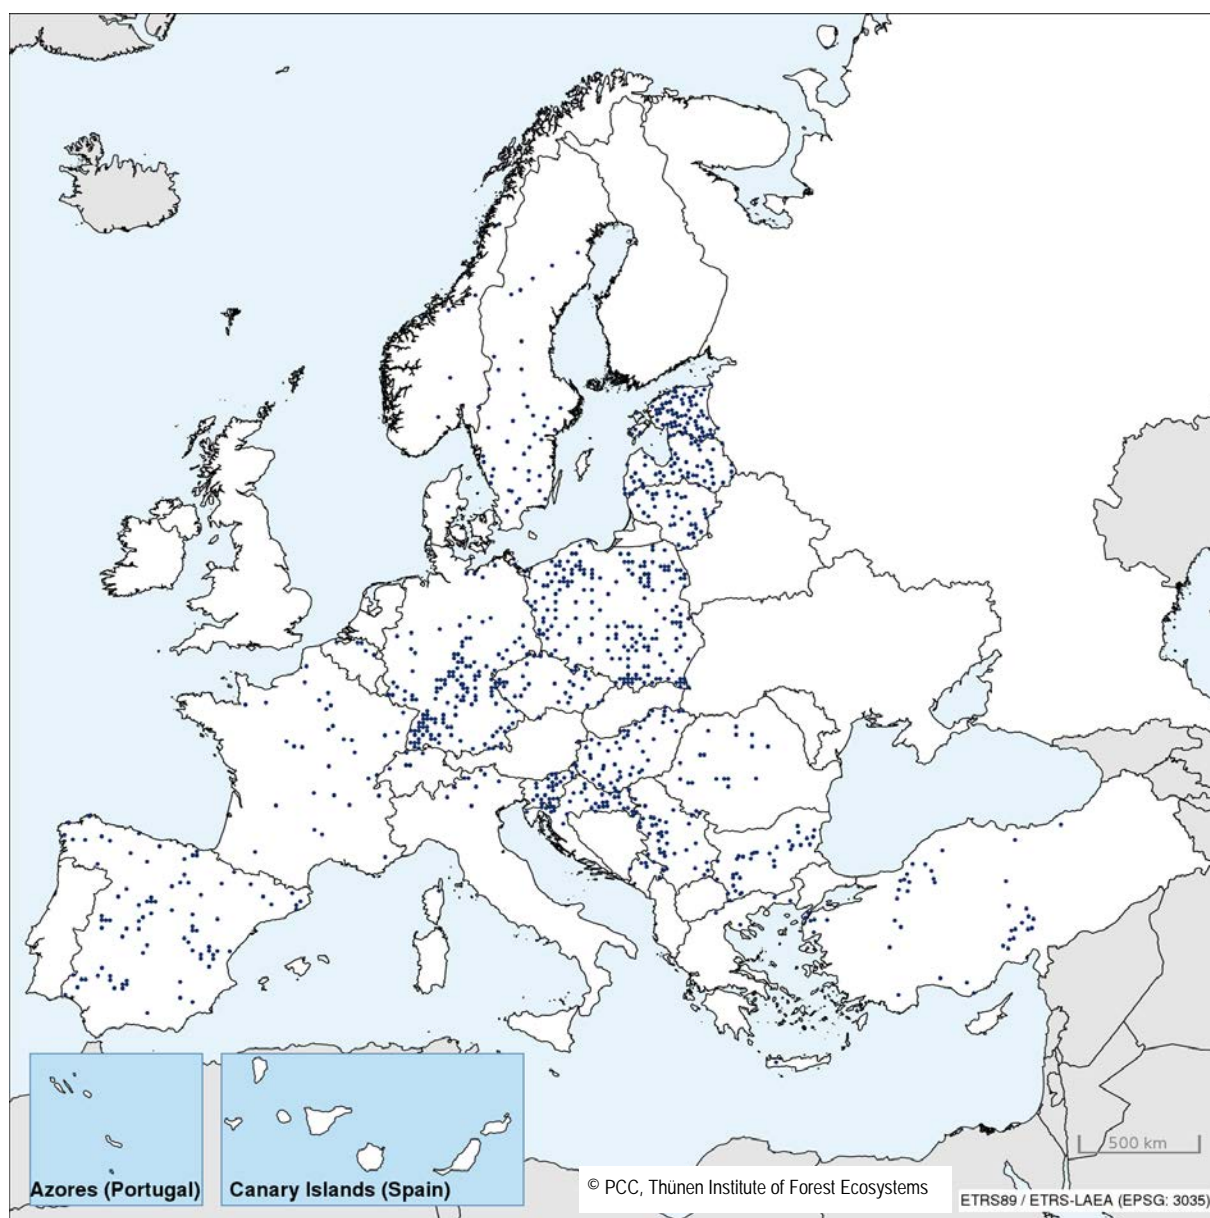 500 km
Azores (Portugal)
Canary Islands (Spain)
© PCC, Thünen Institute of Forest Ecosystems
ETRS89 / ETRS-LAEA (EPSG: 3035)